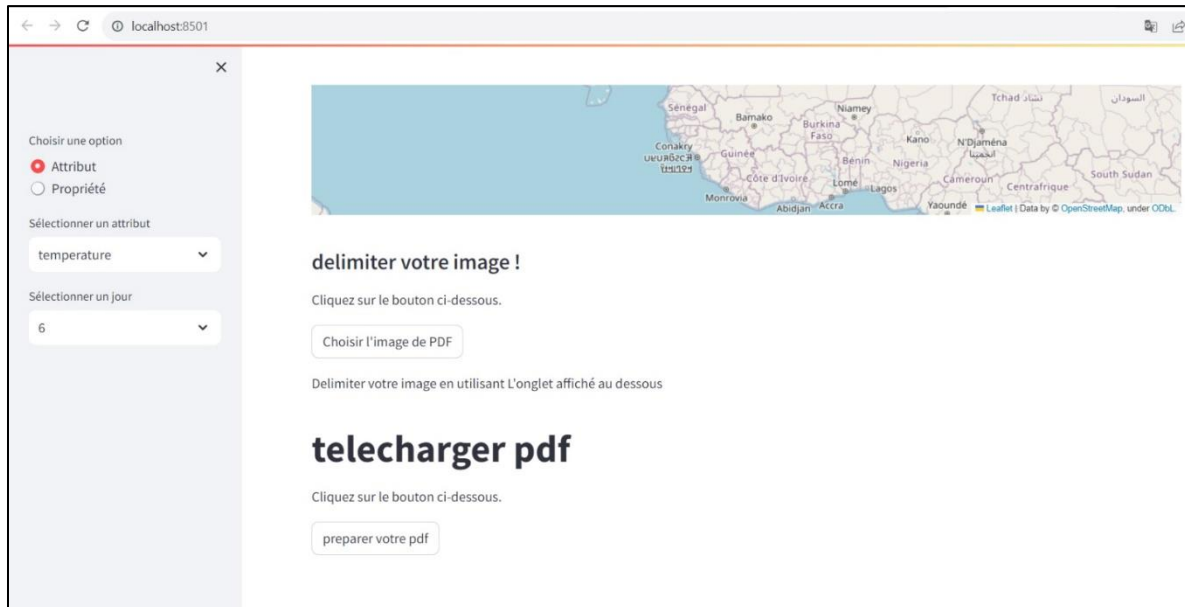 localhost:8501
Choisir une option
Attribut
Propriété
Sélectionner un attribut
temperature
Sélectionner un jour
6
Sénégal
Bamako
Niamey
Burkina
Faso
Tchad تشاد
السودان
Kano
N'Djaména
انجمينا
Conakry
Guinée
Bénin
Nigeria
Côte d'Ivoire
Lomé
Lagos
Cameroun
Centrafrique
South Sudan
Monrovia
Abidjan
Accra
Yaoundé
Leaflet | Data by © OpenStreetMap, under ODbL.
delimiter votre image !
Cliquez sur le bouton ci-dessous.
Choisir l'image de PDF
Delimiter votre image en utilisant L'onglet affiché au dessous
telecharger pdf
Cliquez sur le bouton ci-dessous.
preparer votre pdf